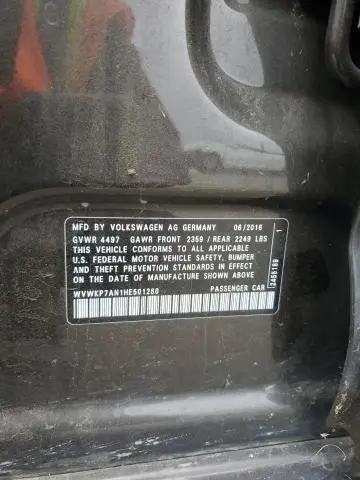 MFD BY VOLKSWAGEN AG GERMANY 06/2016
GVWR 4497 GAWR FRONT 2359 / REAR 2249 LBS
THIS VEHICLE CONFORMS TO ALL APPLICABLE
U.S. FEDERAL MOTOR VEHICLE SAFETY, BUMPER
AND THEFT PREVENTION STANDARDS IN EFFECT
ON THE DATE OF MANUFACTURE SHOWN ABOVE
WVWKP7AN1HE501260 PASSENGER CAR
2456189